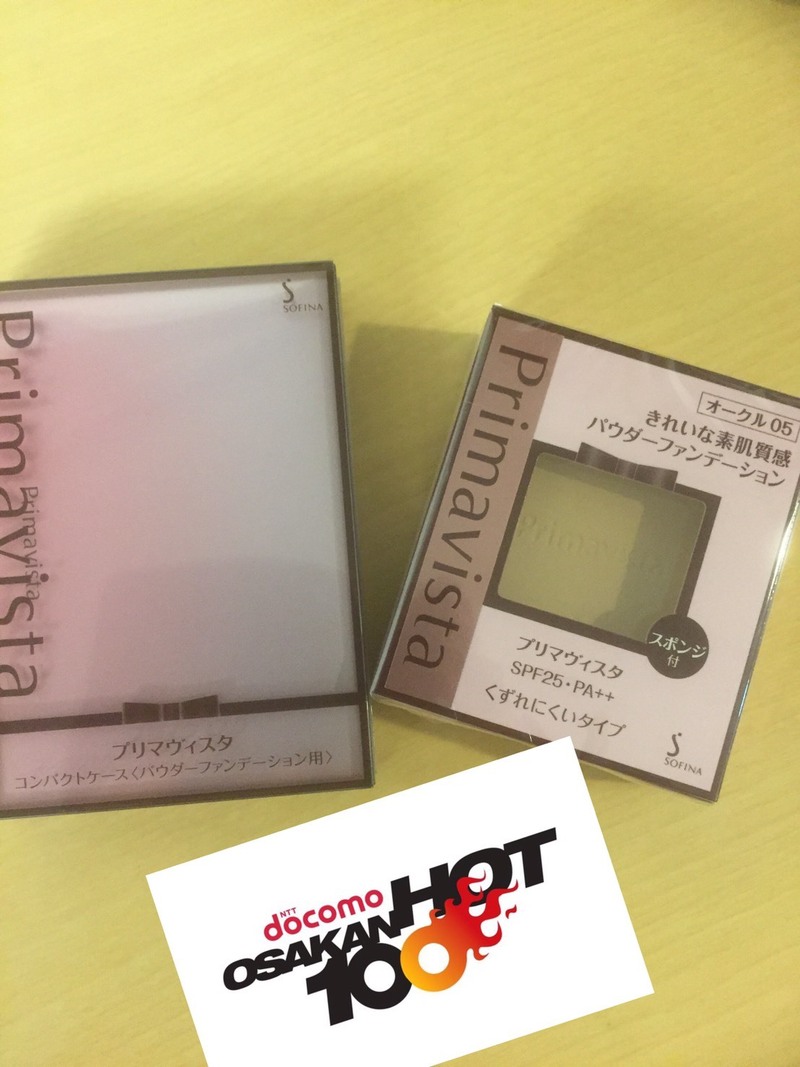 SOFINA
Primavista
Primavista
プリマヴィスタ
コンパクトケース〈パウダーファンデーション用〉
Primavista
オークル 05
きれいな素肌質感
パウダーファンデーション
Primavista
スポンジ
付
プリマヴィスタ
SPF25・PA++
くずれにくいタイプ
SOFINA
NTT
docomo
OSAKAN HOT
100